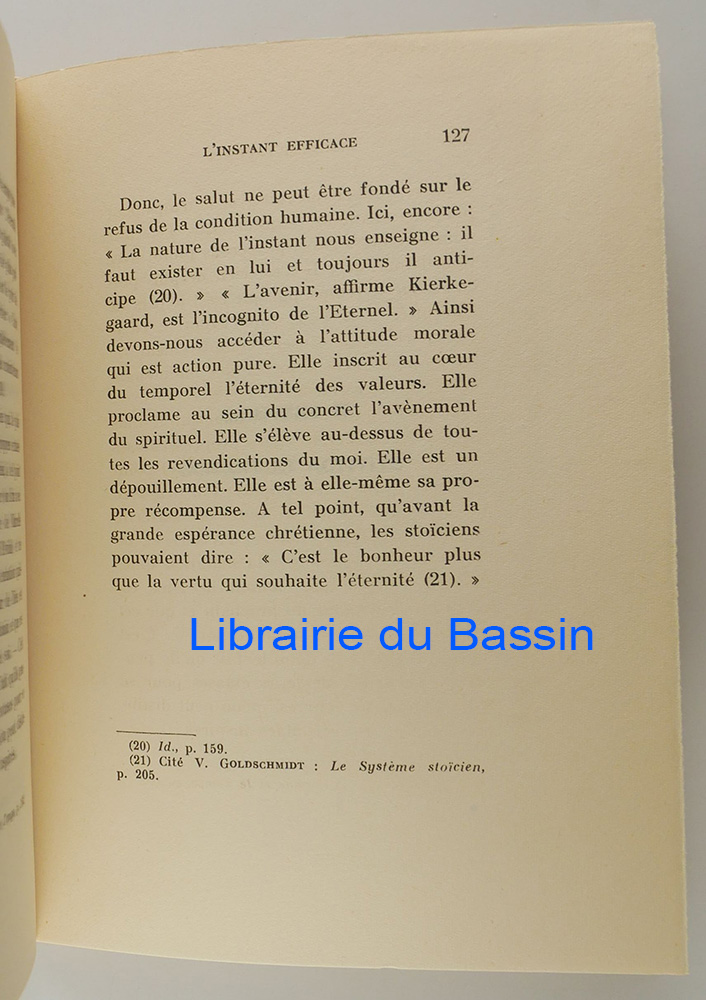 L'INSTANT EFFICACE 127
Donc, le salut ne peut être fondé sur le
refus de la condition humaine. Ici, encore :
« La nature de l'instant nous enseigne : il
faut exister en lui et toujours il anti-
cipe (20). » « L'avenir, affirme Kierke-
gaard, est l'incognito de l'Eternel. » Ainsi
devons-nous accéder à l'attitude morale
qui est action pure. Elle inscrit au cœur
du temporel l'éternité des valeurs. Elle
proclame au sein du concret l'avènement
du spirituel. Elle s'élève au-dessus de tou-
tes les revendications du moi. Elle est un
dépouillement. Elle est à elle-même sa pro-
pre récompense. A tel point, qu'avant la
grande espérance chrétienne, les stoïciens
pouvaient dire : « C'est le bonheur plus
que la vertu qui souhaite l'éternité (21). »
Librairie du Bassin
(20) Id., p. 159.
(21) Cité V. GOLDSCHMIDT : Le Système stoïcien,
p. 205.